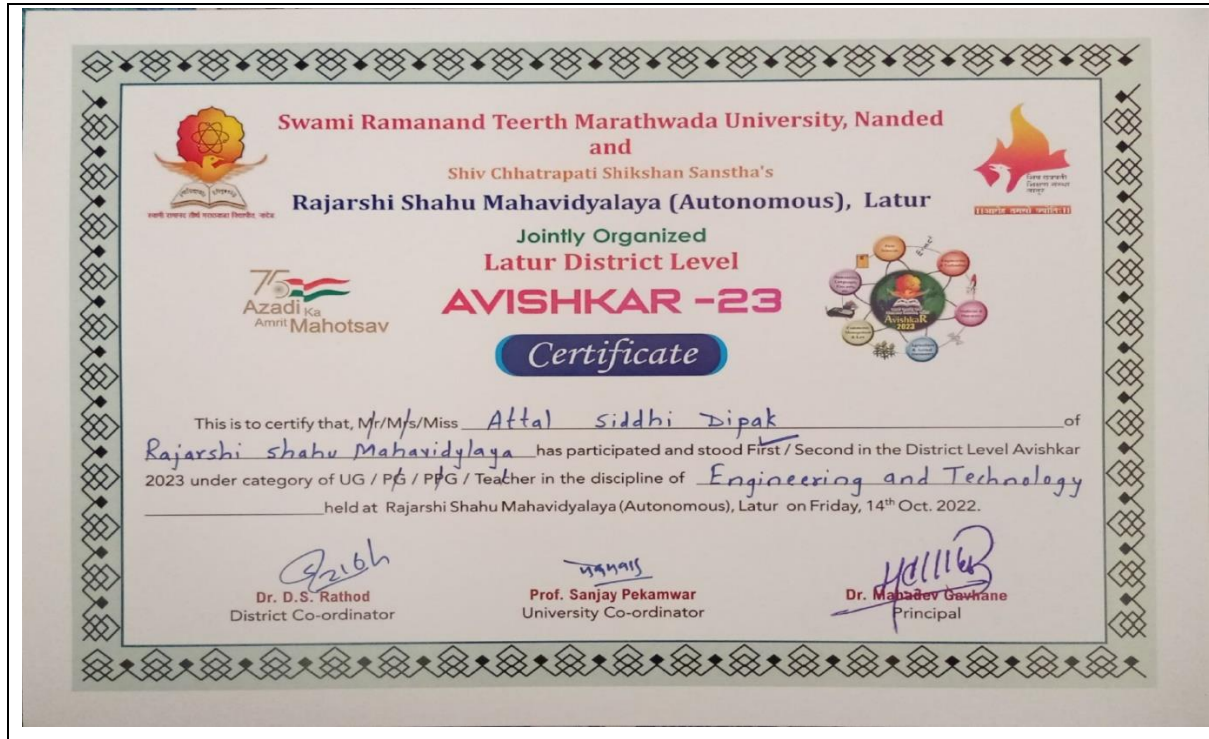 Swami Ramanand Teerth Marathwada University, Nanded
and
Shiv Chhatrapati Shikshan Sanstha's
Rajarshi Shahu Mahavidyalaya (Autonomous), Latur
Jointly Organized
Latur District Level
AVISHKAR -23
75
Azadi Ka
Amrit Mahotsav
AvishkaR
2023
Certificate
This is to certify that, Mr/Mrs/Miss Attal Siddhi Dipak of
Rajarshi shahu Mahavidylaya has participated and stood First / Second in the District Level Avishkar
2023 under category of UG / PG / PPG / Teacher in the discipline of Engineering and Technology
held at Rajarshi Shahu Mahavidyalaya (Autonomous), Latur on Friday, 14th Oct. 2022.
Dr. D.S. Rathod
District Co-ordinator
Prof. Sanjay Pekamwar
University Co-ordinator
Dr. Mahadev Gavhane
Principal